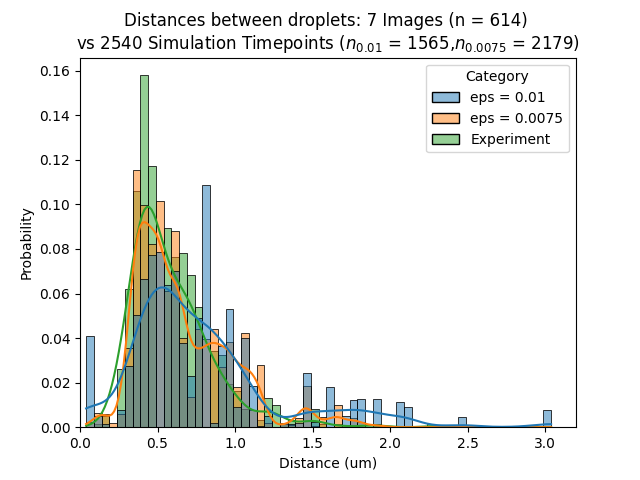 Distances between droplets: 7 Images (n = 614)
vs 2540 Simulation Timepoints (n0.01 = 1565,n0.0075 = 2179)
Category
eps = 0.01
eps = 0.0075
Experiment
Probability
0.16
0.14
0.12
0.10
0.08
0.06
0.04
0.02
0.00
0.0 0.5 1.0 1.5 2.0 2.5 3.0
Distance (um)